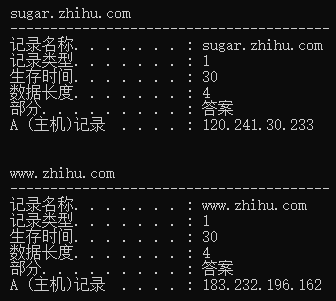 sugar.zhihu.com
----------------------------------------
记录名称. . . . . . . : sugar.zhihu.com
记录类型. . . . . . . : 1
生存时间. . . . . . . : 30
数据长度. . . . . . . : 4
部分. . . . . . . . . : 答案
A (主机)记录 . . . . : 120.241.30.233
www.zhihu.com
----------------------------------------
记录名称. . . . . . . : www.zhihu.com
记录类型. . . . . . . : 1
生存时间. . . . . . . : 30
数据长度. . . . . . . : 4
部分. . . . . . . . . : 答案
A (主机)记录 . . . . : 183.232.196.162